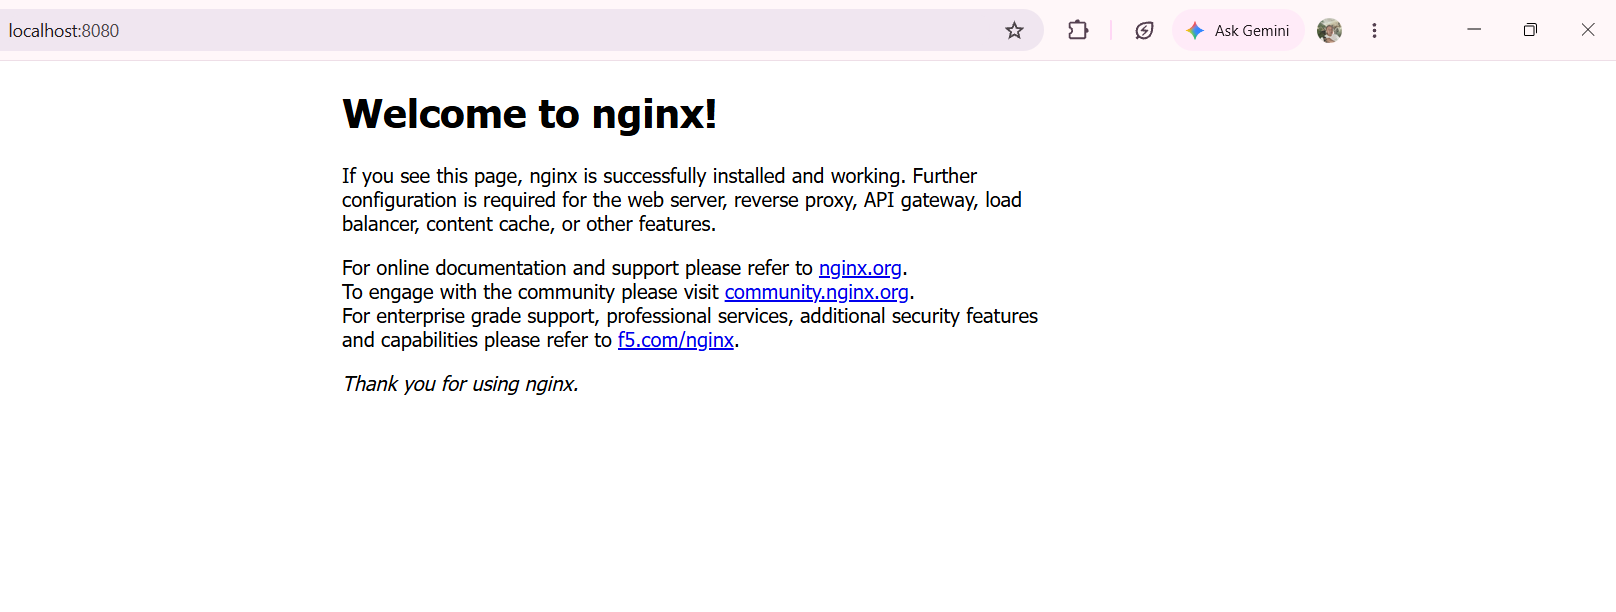 localhost:8080
Ask Gemini
Welcome to nginx!
If you see this page, nginx is successfully installed and working. Further
configuration is required for the web server, reverse proxy, API gateway, load
balancer, content cache, or other features.
For online documentation and support please refer to nginx.org.
To engage with the community please visit community.nginx.org.
For enterprise grade support, professional services, additional security features
and capabilities please refer to f5.com/nginx.
Thank you for using nginx.